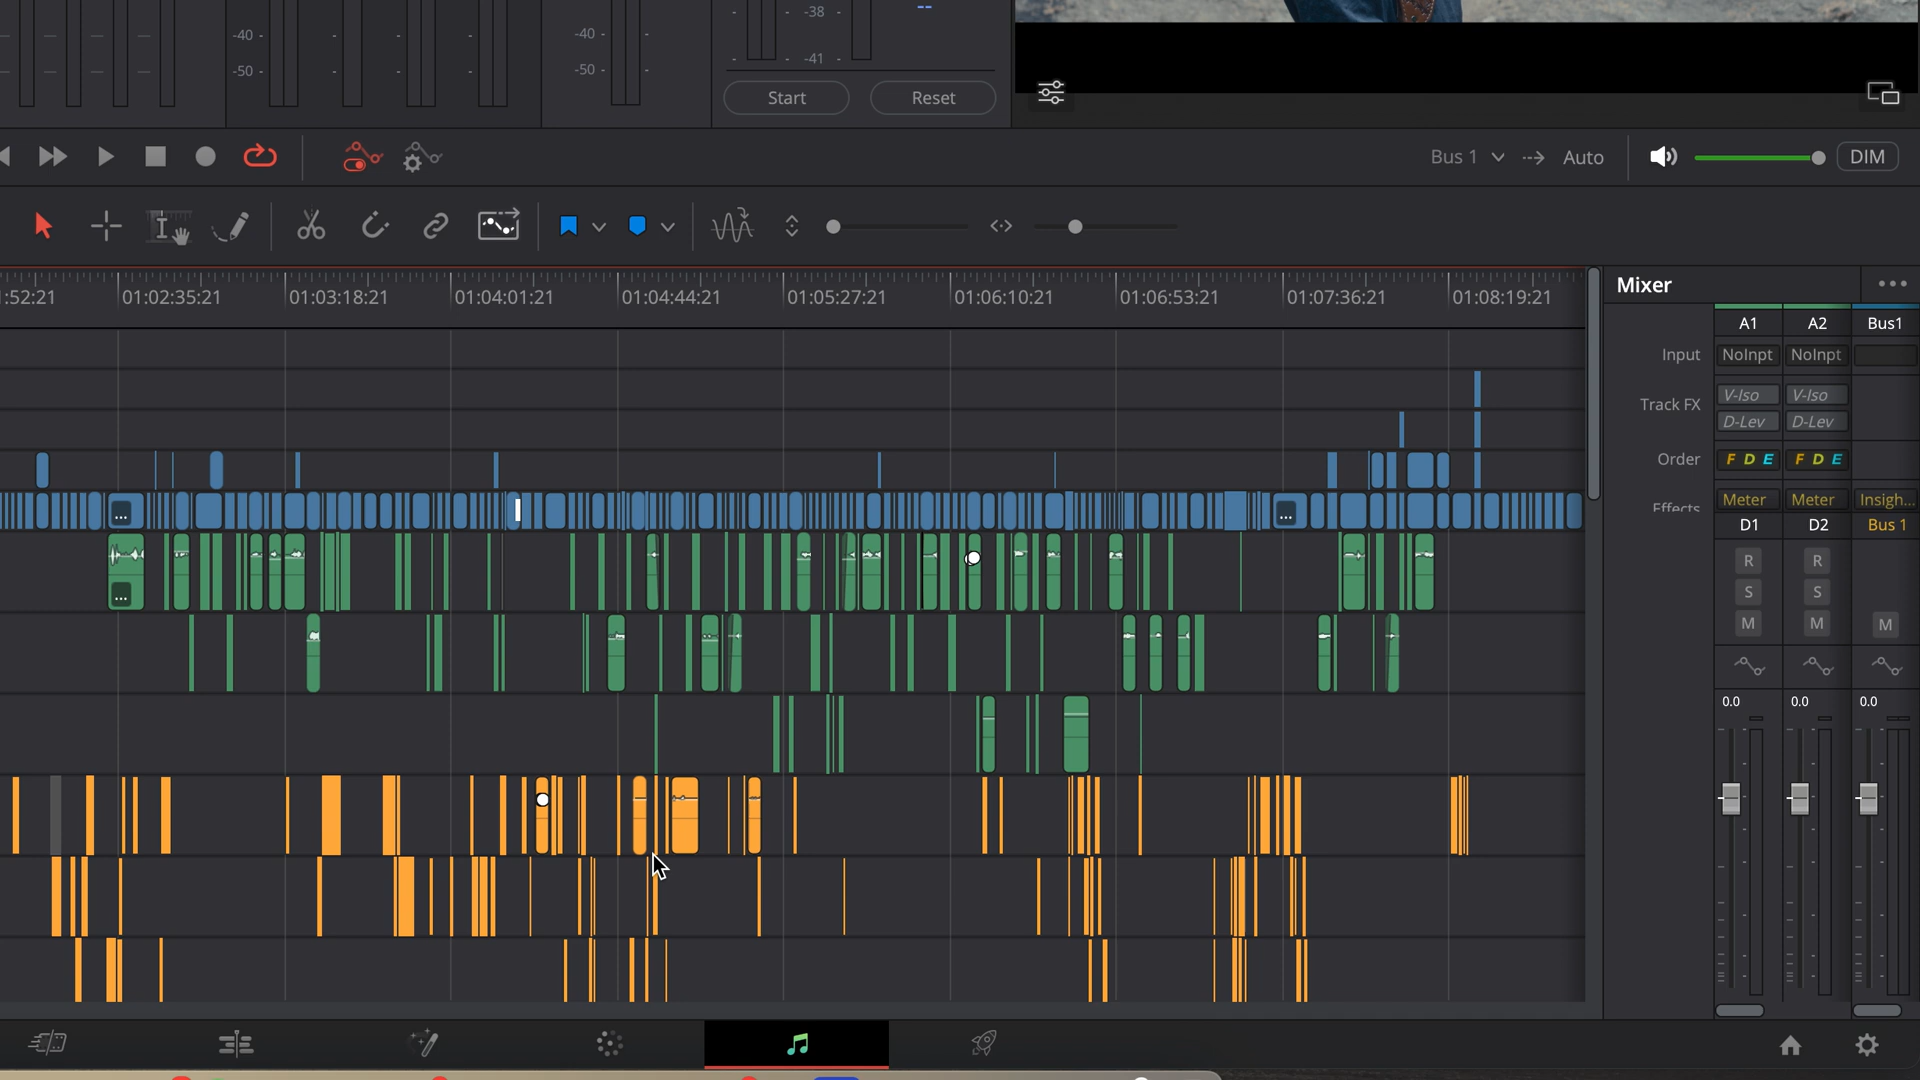 -40 -
-50 -
-40 -
-50 -
-38
-41
--
Start
Reset
Bus 1
Auto
DIM
:52:21
01:02:35:21
01:03:18:21
01:04:01:21
01:04:44:21
01:05:27:21
01:06:10:21
01:06:53:21
01:07:36:21
01:08:19:21
Mixer
A1 A2 Bus1
Input NoInpt NoInpt
Track FX V-Iso V-Iso
D-Lev D-Lev
Order F D E F D E
Effects Meter Meter Insigh...
D1 D2 Bus 1
R R
S S
M M M
0.0 0.0 0.0